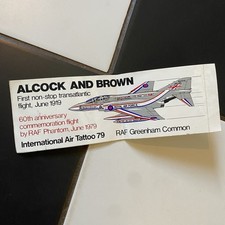 ALCOCK AND BROWN
First non-stop transatlantic
flight, June 1919
60th anniversary
commemoration flight
by RAF Phantom, June 1979
International Air Tattoo 79
RAF Greenham Common